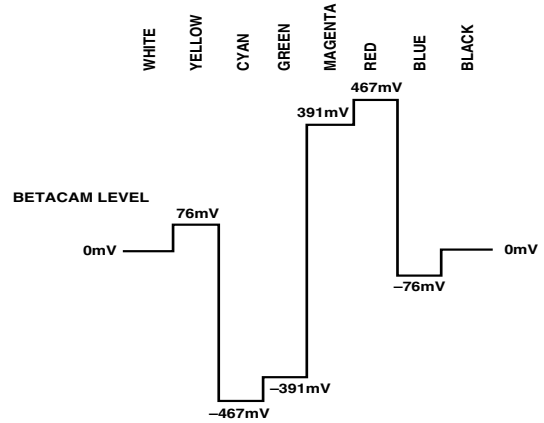 WHITE
YELLOW
CYAN
GREEN
MAGENTA
RED
BLUE
BLACK
467mV
391mV
BETACAM LEVEL
76mV
0mV
0mV
–76mV
–391mV
–467mV